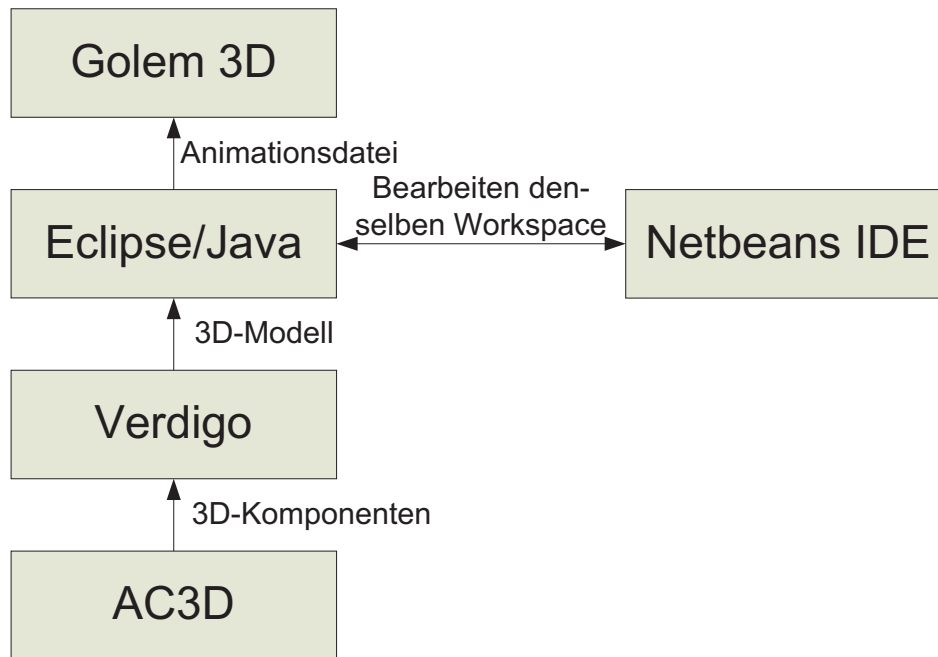 Golem 3D
Animationsdatei
Bearbeiten den-
selben Workspace
Eclipse/Java
Netbeans IDE
3D-Modell
Verdigo
3D-Komponenten
AC3D